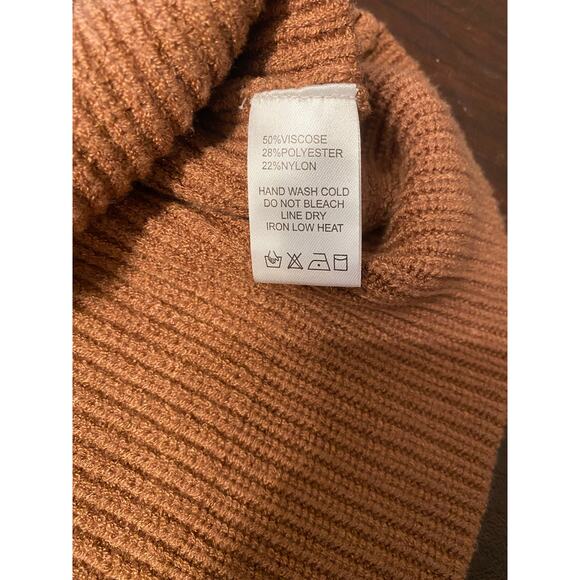 50%VISCOSE
28%POLYESTER
22%NYLON
HAND WASH COLD
DO NOT BLEACH
LINE DRY
IRON LOW HEAT